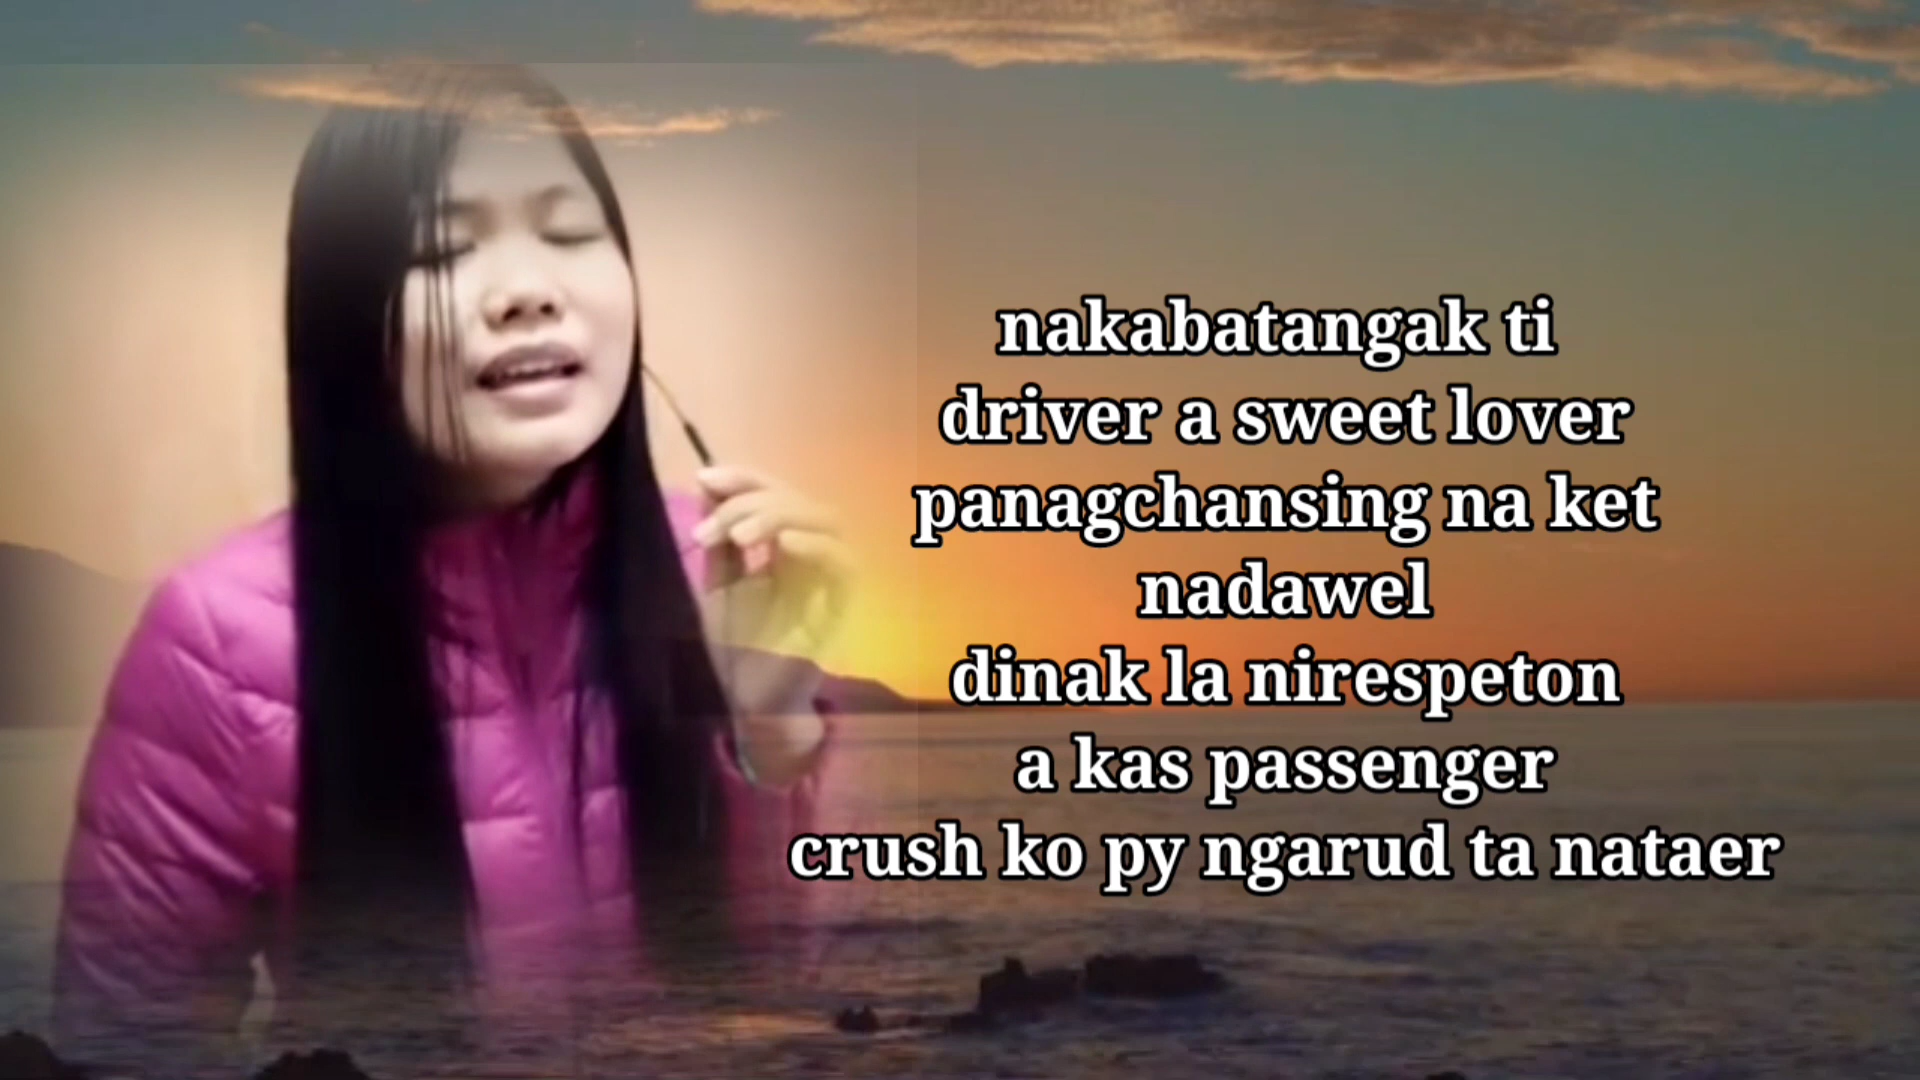 nakabatangak ti
driver a sweet lover
panagchansing na ket
nadawel
dinak la nirespeton
a kas passenger
crush ko py ngarud ta nataer